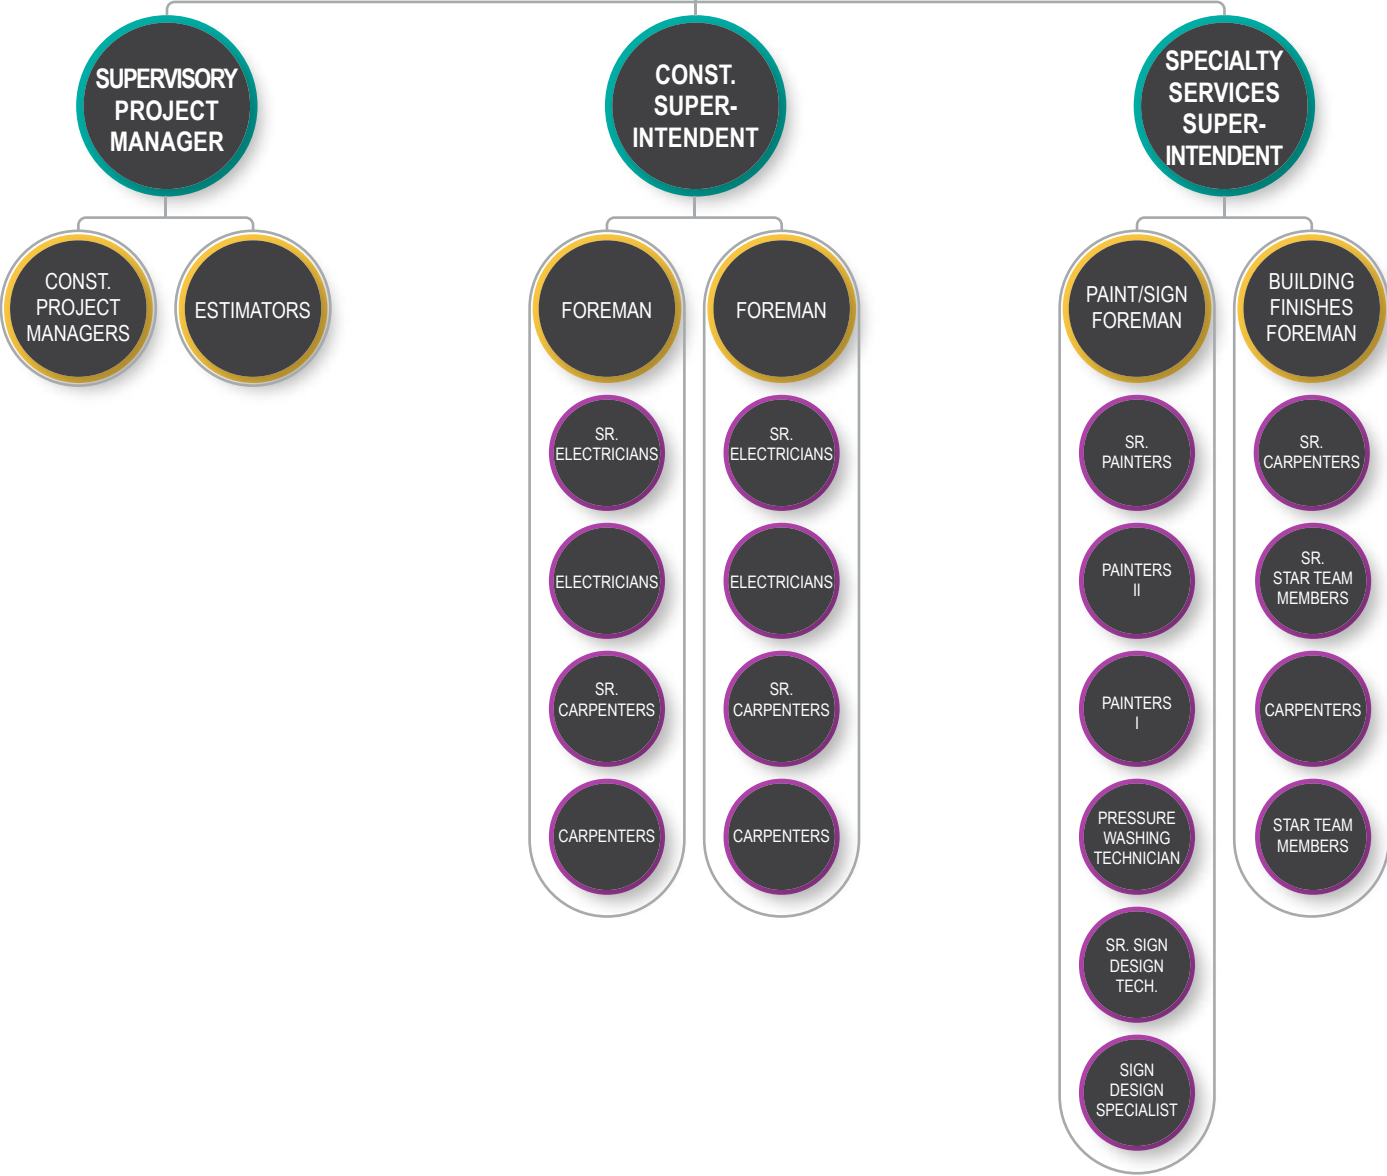 SUPERVISORY
PROJECT
MANAGER
CONST.
SUPER-
INTENDENT
SPECIALTY
SERVICES
SUPER-
INTENDENT
CONST.
PROJECT
MANAGERS
ESTIMATORS
FOREMAN
SR.
ELECTRICIANS
ELECTRICIANS
SR.
CARPENTERS
CARPENTERS
FOREMAN
SR.
ELECTRICIANS
ELECTRICIANS
SR.
CARPENTERS
CARPENTERS
PAINT/SIGN
FOREMAN
SR.
PAINTERS
PAINTERS
II
PAINTERS
I
PRESSURE
WASHING
TECHNICIAN
SR. SIGN
DESIGN
TECH.
SIGN
DESIGN
SPECIALIST
BUILDING
FINISHES
FOREMAN
SR.
CARPENTERS
SR.
STAR TEAM
MEMBERS
CARPENTERS
STAR TEAM
MEMBERS